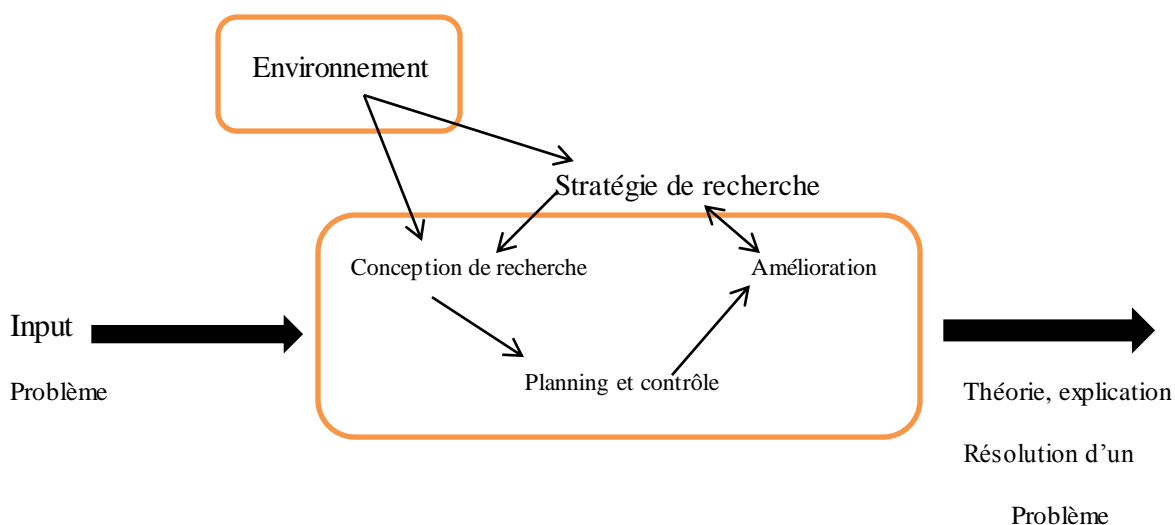 Environnement
Stratégie de recherche
Conception de recherche
Amélioration
Input
Planning et contrôle
Problème
Théorie, explication
Résolution d’un
Problème